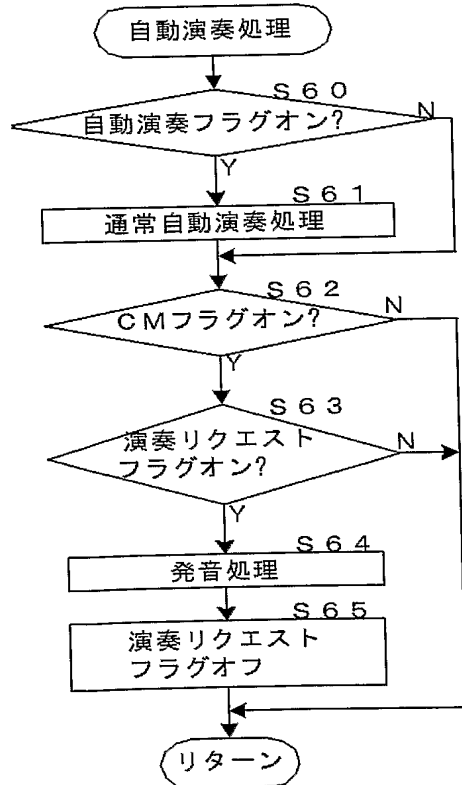 自動演奏処理
S60
自動演奏フラグオン?
N
Y
S61
通常自動演奏処理
S62
CMフラグオン?
N
Y
S63
演奏リクエスト
フラグオン?
N
Y
S64
発音処理
S65
演奏リクエスト
フラグオフ
リターン